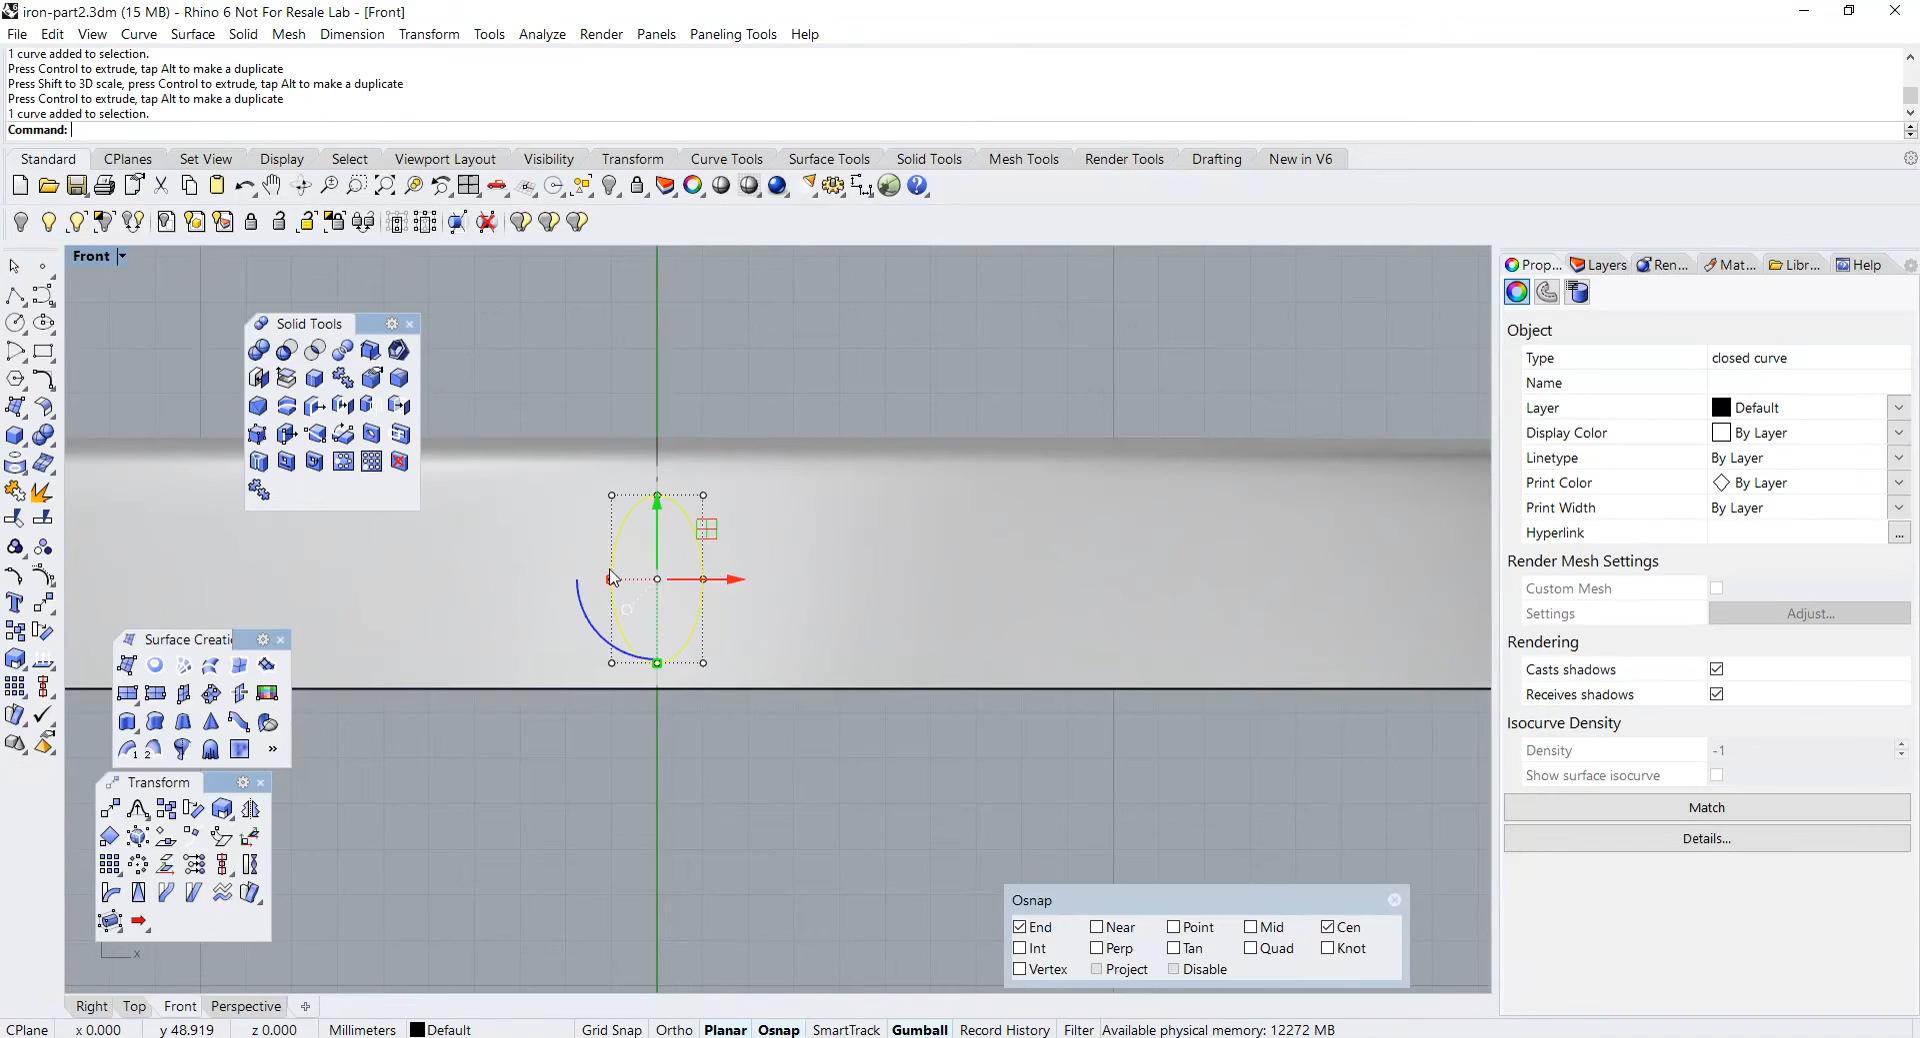 iron-part2.3dm (15 MB) - Rhino 6 Not For Resale Lab - [Front]
File Edit View Curve Surface Solid Mesh Dimension Transform Tools Analyze Render Panels Paneling Tools Help
1 curve added to selection.
Press Control to extrude, tap Alt to make a duplicate
Press Shift to 3D scale, press Control to extrude, tap Alt to make a duplicate
Press Control to extrude, tap Alt to make a duplicate
1 curve added to selection.
Command:
Standard CPlanes Set View Display Select Viewport Layout Visibility Transform Curve Tools Surface Tools Solid Tools Mesh Tools Render Tools Drafting New in V6
Front
Prop... Layers Ren... Mat... Libr... Help
Solid Tools
Object
Type closed curve
Name
Layer Default
Display Color By Layer
Linetype By Layer
Print Color By Layer
Print Width By Layer
Hyperlink ...
Render Mesh Settings
Custom Mesh
Settings Adjust...
Rendering
Casts shadows
Receives shadows
Isocurve Density
Density -1
Show surface isocurve
Match
Details...
Surface Creati
1 2 »
Transform
x
Osnap
End Near Point Mid Cen
Int Perp Tan Quad Knot
Vertex Project Disable
Right Top Front Perspective
CPlane x 0.000 y 48.919 z 0.000 Millimeters Default Grid Snap Ortho Planar Osnap SmartTrack Gumball Record History Filter Available physical memory: 12272 MB